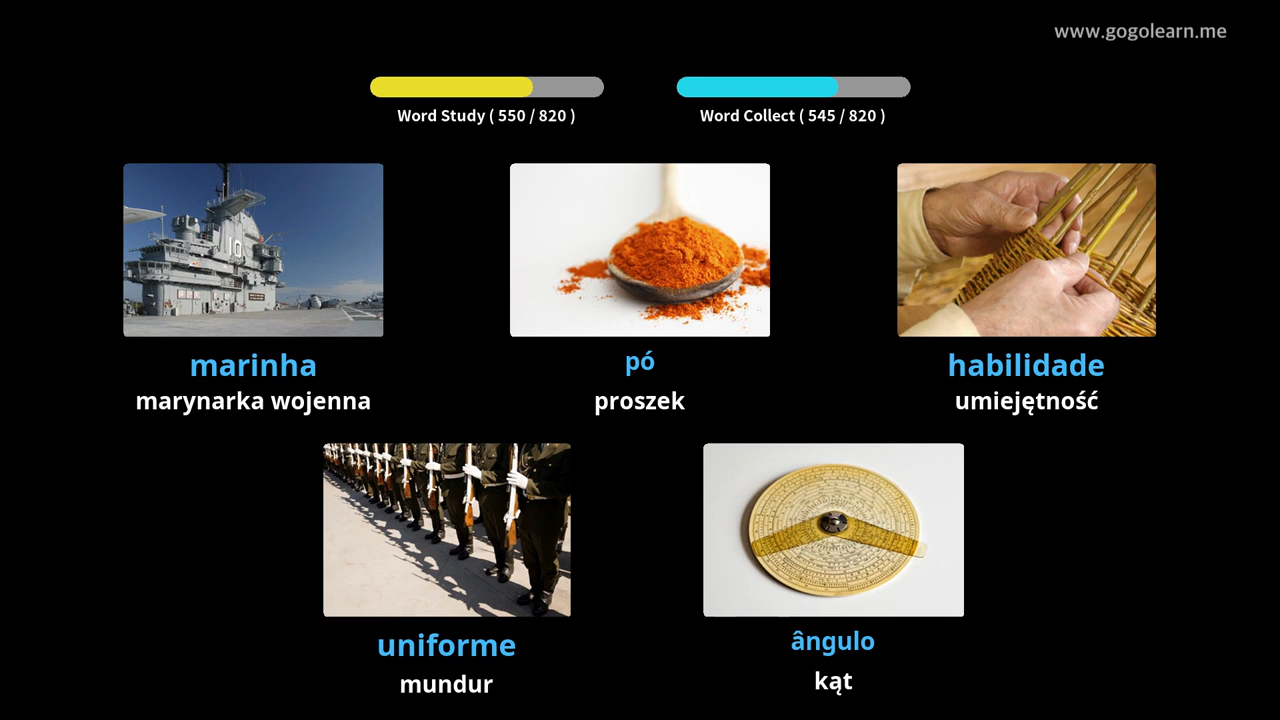 www.gogolearn.me
Word Study ( 550 / 820 )
Word Collect ( 545 / 820 )
10
marinha
marynarka wojenna
pó
proszek
habilidade
umiejętność
uniforme
mundur
ângulo
kąt